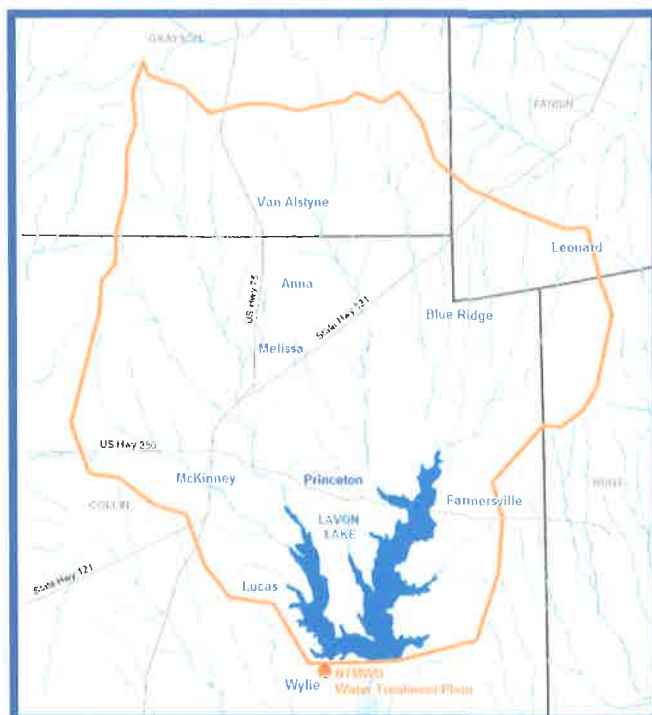 GRAYSON
FANNIN
Van Alstyne
Leonard
Anna
US Hwy 75
State Hwy 121
Blue Ridge
Melissa
US Hwy 380
McKinney
Princeton
Farmersville
HUNT
COLLIN
LAVON
LAKE
State Hwy 121
Lucas
Wylie
NTMWD
Water Treatment Plant